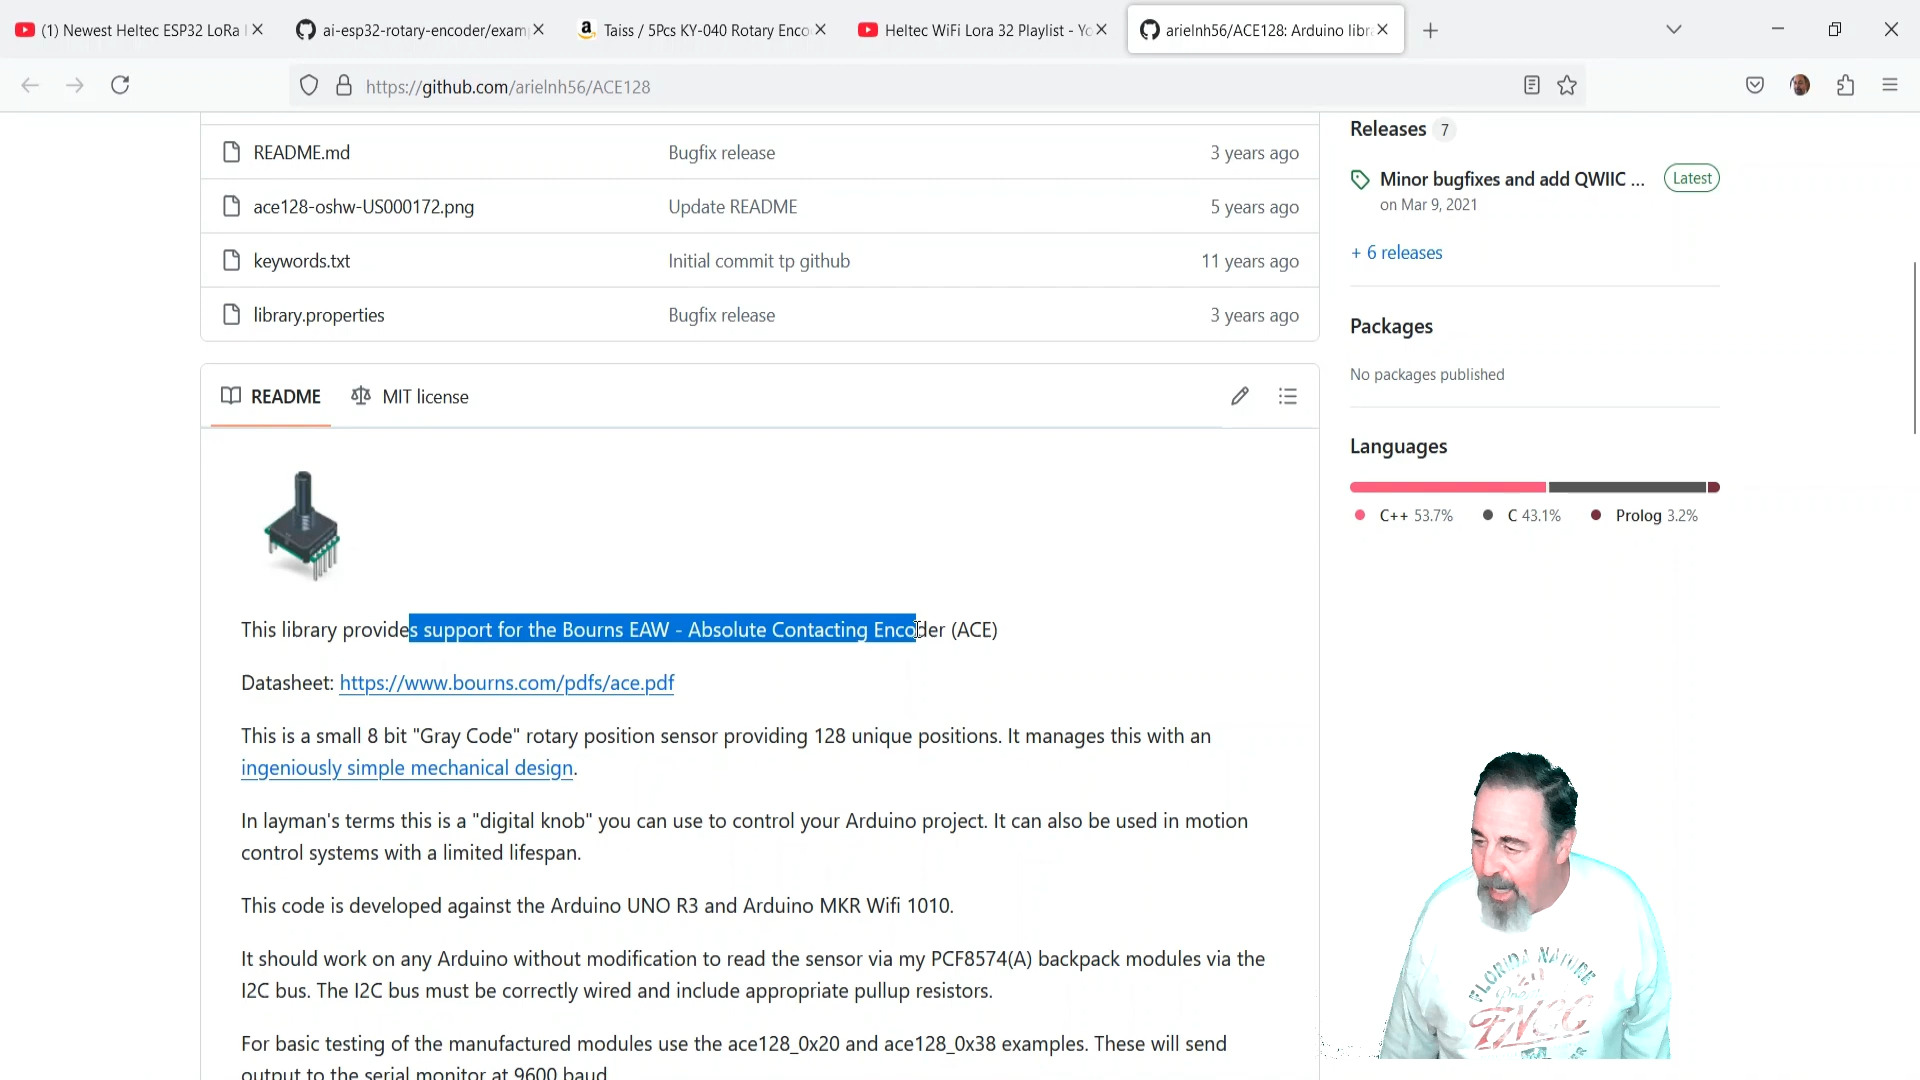 (1) Newest Heltec ESP32 LoRa
ai-esp32-rotary-encoder/exam
Taiss / 5Pcs KY-040 Rotary Enco
Heltec WiFi Lora 32 Playlist - Yo
arielnh56/ACE128: Arduino libra
https://github.com/arielnh56/ACE128
README.md Bugfix release 3 years ago
ace128-oshw-US000172.png Update README 5 years ago
keywords.txt Initial commit tp github 11 years ago
library.properties Bugfix release 3 years ago
README MIT license
This library provides support for the Bourns EAW - Absolute Contacting Encoder (ACE)
Datasheet: https://www.bourns.com/pdfs/ace.pdf
This is a small 8 bit "Gray Code" rotary position sensor providing 128 unique positions. It manages this with an
ingeniously simple mechanical design.
In layman's terms this is a "digital knob" you can use to control your Arduino project. It can also be used in motion
control systems with a limited lifespan.
This code is developed against the Arduino UNO R3 and Arduino MKR Wifi 1010.
It should work on any Arduino without modification to read the sensor via my PCF8574(A) backpack modules via the
I2C bus. The I2C bus must be correctly wired and include appropriate pullup resistors.
For basic testing of the manufactured modules use the ace128_0x20 and ace128_0x38 examples. These will send
output to the serial monitor at 9600 baud
Releases 7
Minor bugfixes and add QWIIC ... Latest
on Mar 9, 2021
+ 6 releases
Packages
No packages published
Languages
C++ 53.7% C 43.1% Prolog 3.2%
FLORIDA NATURE